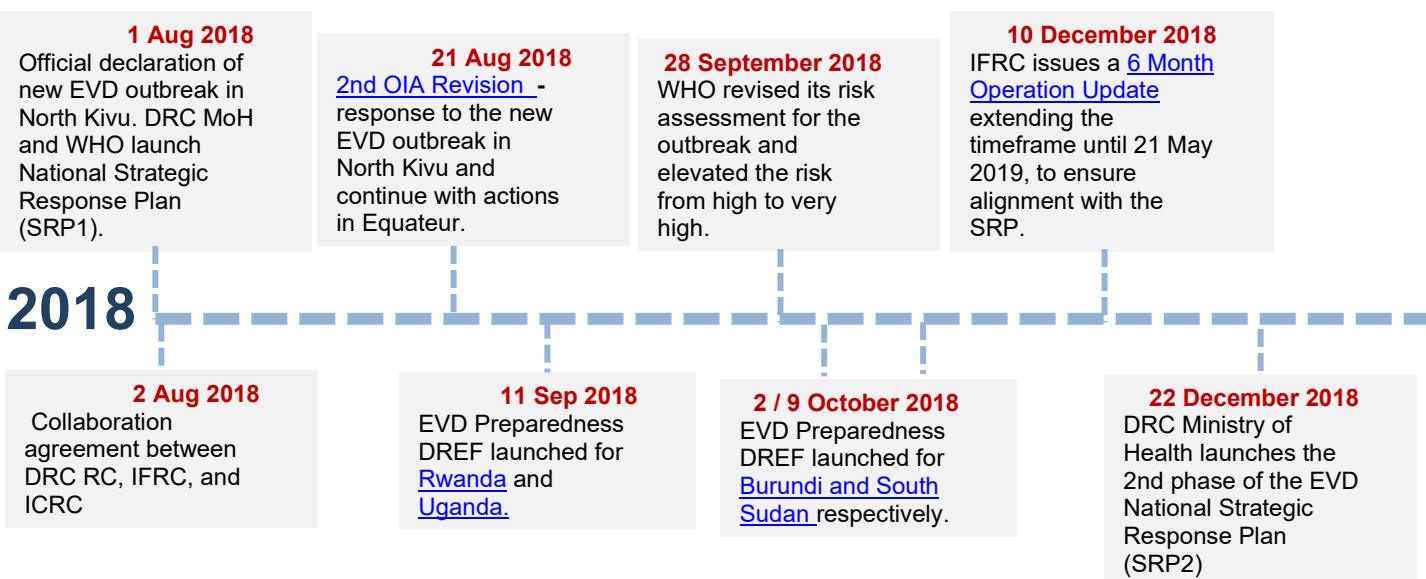 1 Aug 2018
Official declaration of
new EVD outbreak in
North Kivu. DRC MoH
and WHO launch
National Strategic
Response Plan
(SRP1).
21 Aug 2018
2nd OIA Revision -
response to the new
EVD outbreak in
North Kivu and
continue with actions
in Equateur.
28 September 2018
WHO revised its risk
assessment for the
outbreak and
elevated the risk
from high to very
high.
10 December 2018
IFRC issues a 6 Month
Operation Update
extending the
timeframe until 21 May
2019, to ensure
alignment with the
SRP.
2018
2 Aug 2018
Collaboration
agreement between
DRC RC, IFRC, and
ICRC
11 Sep 2018
EVD Preparedness
DREF launched for
Rwanda and
Uganda.
2 / 9 October 2018
EVD Preparedness
DREF launched for
Burundi and South
Sudan respectively.
22 December 2018
DRC Ministry of
Health launches the
2nd phase of the EVD
National Strategic
Response Plan
(SRP2)